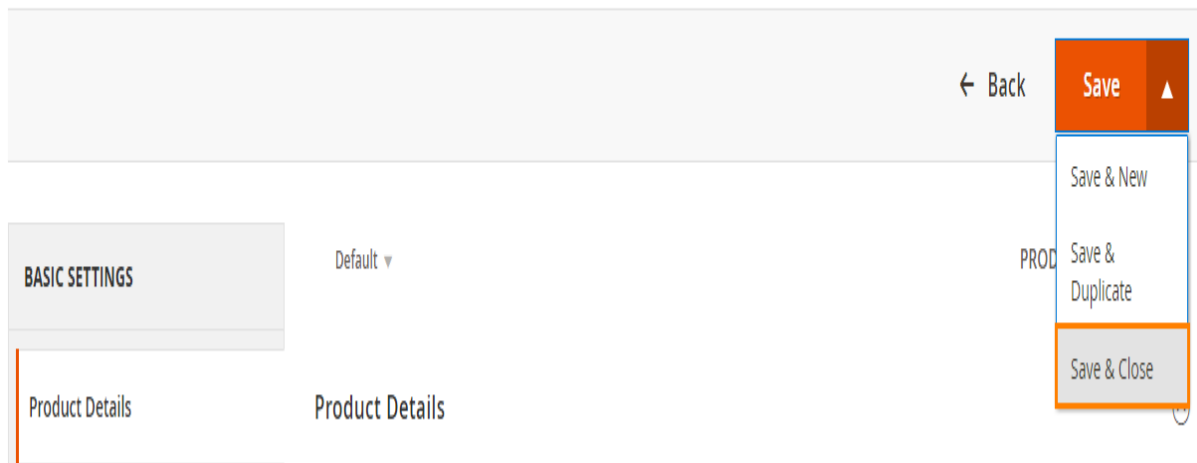 ← Back
Save ▲
Save & New
BASIC SETTINGS
Default ▼
PROD
Save &
Duplicate
Save & Close
Product Details
Product Details